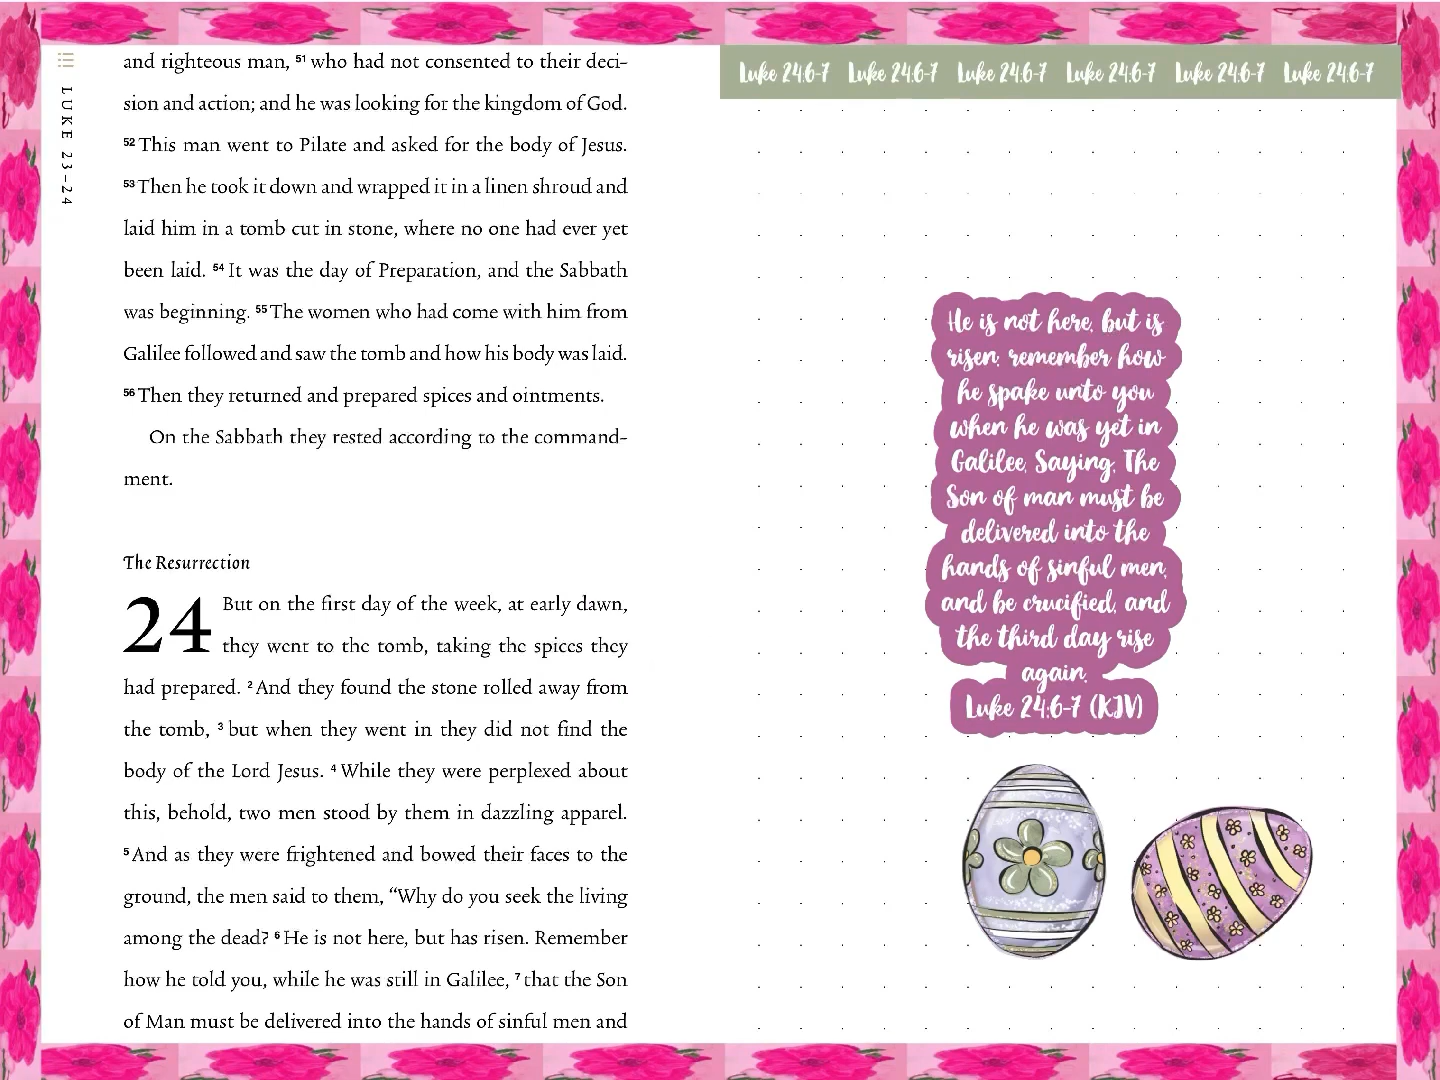 LUKE 23–24
and righteous man, 51 who had not consented to their deci-
sion and action; and he was looking for the kingdom of God.
52 This man went to Pilate and asked for the body of Jesus.
53 Then he took it down and wrapped it in a linen shroud and
laid him in a tomb cut in stone, where no one had ever yet
been laid. 54 It was the day of Preparation, and the Sabbath
was beginning. 55 The women who had come with him from
Galilee followed and saw the tomb and how his body was laid.
56 Then they returned and prepared spices and ointments.
On the Sabbath they rested according to the command-
ment.
The Resurrection
24 But on the first day of the week, at early dawn,
they went to the tomb, taking the spices they
had prepared. 2 And they found the stone rolled away from
the tomb, 3 but when they went in they did not find the
body of the Lord Jesus. 4 While they were perplexed about
this, behold, two men stood by them in dazzling apparel.
5 And as they were frightened and bowed their faces to the
ground, the men said to them, “Why do you seek the living
among the dead? 6 He is not here, but has risen. Remember
how he told you, while he was still in Galilee, 7 that the Son
of Man must be delivered into the hands of sinful men and
Luke 24:6-7 Luke 24:6-7 Luke 24:6-7 Luke 24:6-7 Luke 24:6-7 Luke 24:6-7
He is not here, but is
risen: remember how
he spake unto you
when he was yet in
Galilee, Saying, The
Son of man must be
delivered into the
hands of sinful men,
and be crucified, and
the third day rise
again.
Luke 24:6-7 (KJV)